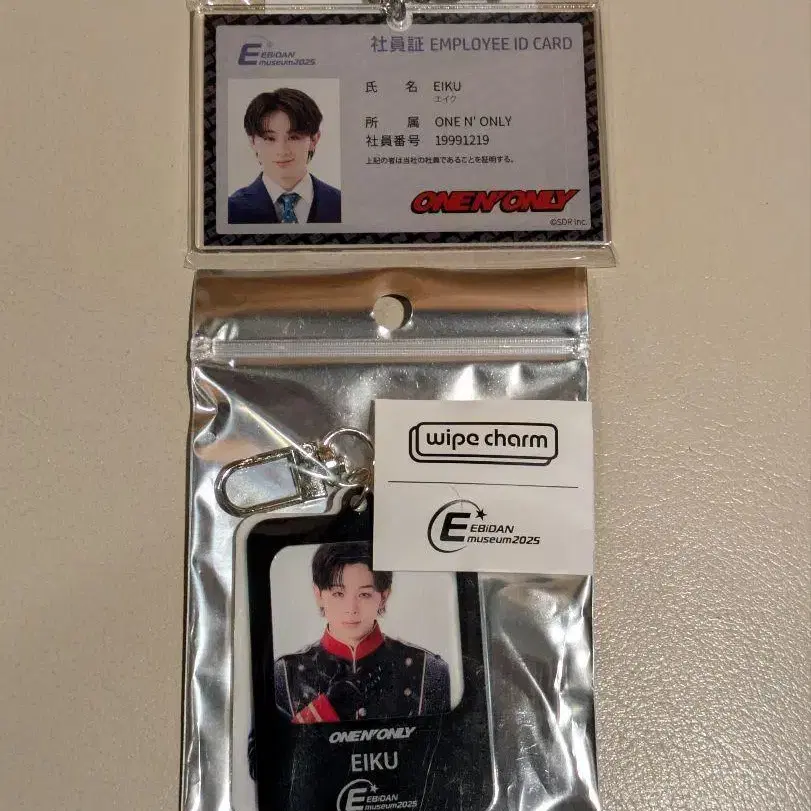 EBiDAN
museum2025
社員証 EMPLOYEE ID CARD
氏 名 EIKU
エイク
所 属 ONE N' ONLY
社員番号 19991219
上記の者は当社の社員であることを証明する。
ONE N' ONLY
©SDR Inc.
wipe charm
EBiDAN
museum2025
ONE N' ONLY
EIKU
EBiDAN
museum2025